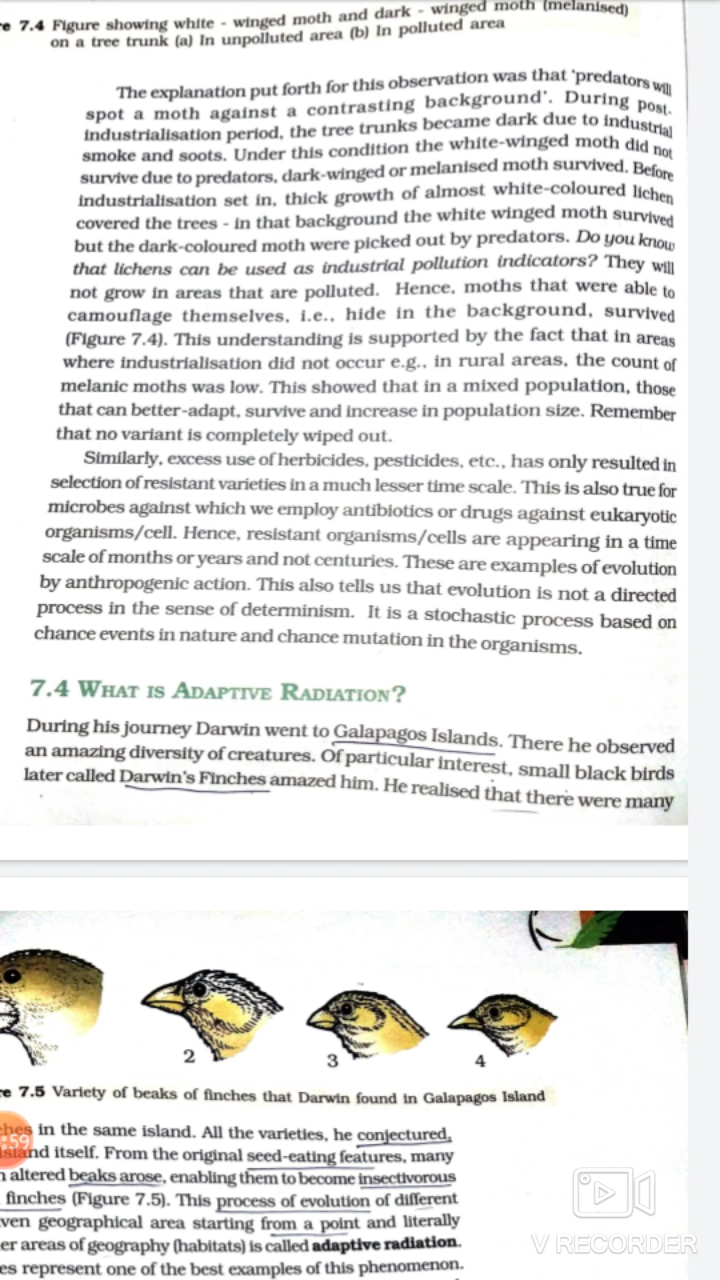 re 7.4 Figure showing white - winged moth and dark - winged moth (melanised)
on a tree trunk (a) In unpolluted area (b) In polluted area
The explanation put forth for this observation was that 'predators will
spot a moth against a contrasting background'. During post-
industrialisation period, the tree trunks became dark due to industrial
smoke and soots. Under this condition the white-winged moth did not
survive due to predators, dark-winged or melanised moth survived. Before
industrialisation set in, thick growth of almost white-coloured lichen
covered the trees - in that background the white winged moth survived
but the dark-coloured moth were picked out by predators. Do you know
that lichens can be used as industrial pollution indicators? They will
not grow in areas that are polluted. Hence, moths that were able to
camouflage themselves, i.e., hide in the background, survived
(Figure 7.4). This understanding is supported by the fact that in areas
where industrialisation did not occur e.g., in rural areas, the count of
melanic moths was low. This showed that in a mixed population, those
that can better-adapt, survive and increase in population size. Remember
that no variant is completely wiped out.
Similarly, excess use of herbicides, pesticides, etc., has only resulted in
selection of resistant varieties in a much lesser time scale. This is also true for
microbes against which we employ antibiotics or drugs against eukaryotic
organisms/cell. Hence, resistant organisms/cells are appearing in a time
scale of months or years and not centuries. These are examples of evolution
by anthropogenic action. This also tells us that evolution is not a directed
process in the sense of determinism. It is a stochastic process based on
chance events in nature and chance mutation in the organisms.
7.4 WHAT IS ADAPTIVE RADIATION?
During his journey Darwin went to Galapagos Islands. There he observed
an amazing diversity of creatures. Of particular interest, small black birds
later called Darwin's Finches amazed him. He realised that there were many
2
3
4
re 7.5 Variety of beaks of finches that Darwin found in Galapagos Island
ches in the same island. All the varieties, he conjectured,
:59
island itself. From the original seed-eating features, many
altered beaks arose, enabling them to become insectivorous
finches (Figure 7.5). This process of evolution of different
ven geographical area starting from a point and literally
er areas of geography (habitats) is called adaptive radiation.
es represent one of the best examples of this phenomenon.
V RECORDER